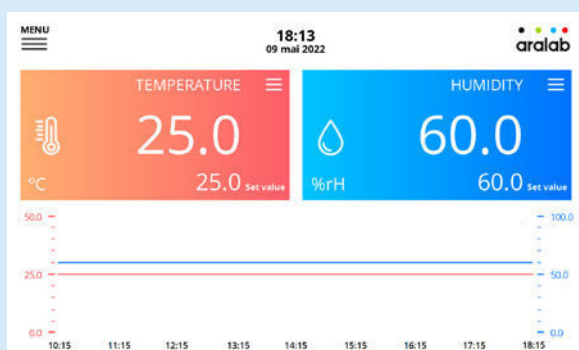 MENU
18:13
09 mai 2022
aralab
TEMPERATURE
25.0
°C
25.0 Set value
HUMIDITY
60.0
%rH
60.0 Set value
50.0
25.0
0.0
100.0
50.0
0.0
10:15 11:15 12:15 13:15 14:15 15:15 16:15 17:15 18:15